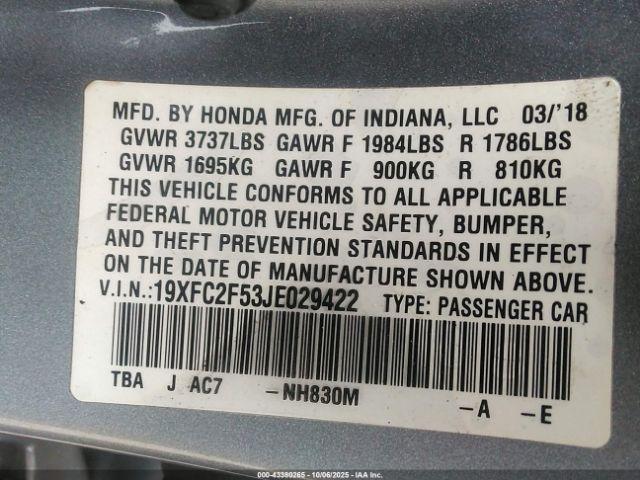 MFD. BY HONDA MFG. OF INDIANA, LLC 03/'18
GVWR 3737LBS GAWR F 1984LBS R 1786LBS
GVWR 1695KG GAWR F 900KG R 810KG
THIS VEHICLE CONFORMS TO ALL APPLICABLE
FEDERAL MOTOR VEHICLE SAFETY, BUMPER,
AND THEFT PREVENTION STANDARDS IN EFFECT
ON THE DATE OF MANUFACTURE SHOWN ABOVE.
V.I.N.:19XFC2F53JE029422 TYPE: PASSENGER CAR
TBA J AC7 -NH830M -A -E
000-43380265 - 10/06/2025 - IAA Inc.